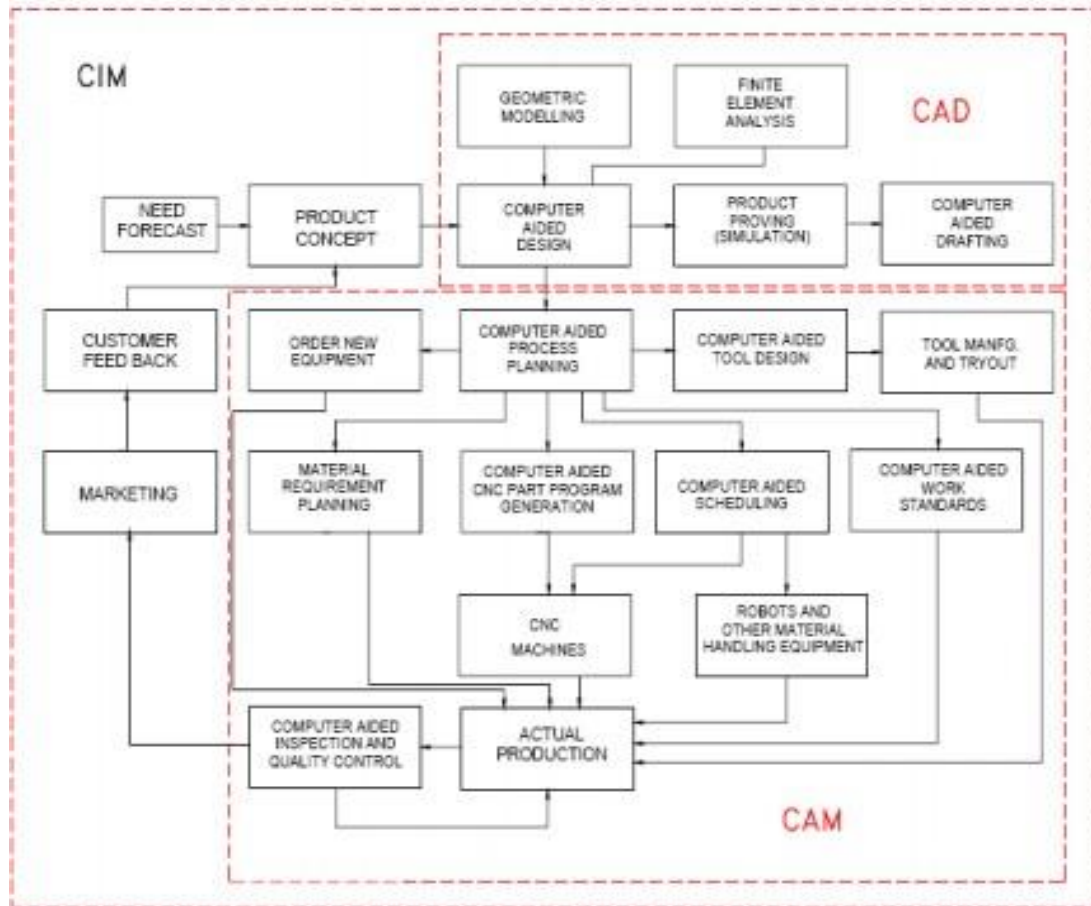 CIM
CAD
GEOMETRIC
MODELLING
FINITE
ELEMENT
ANALYSIS
NEED
FORECAST
PRODUCT
CONCEPT
COMPUTER
AIDED
DESIGN
PRODUCT
PROVING
(SIMULATION)
COMPUTER
AIDED
DRAFTING
CUSTOMER
FEED BACK
ORDER NEW
EQUIPMENT
COMPUTER AIDED
PROCESS
PLANNING
COMPUTER AIDED
TOOL DESIGN
TOOL MANFG.
AND TRYOUT
MARKETING
MATERIAL
REQUIREMENT
PLANNING
COMPUTER AIDED
CNC PART PROGRAM
GENERATION
COMPUTER AIDED
SCHEDULING
COMPUTER AIDED
WORK
STANDARDS
CNC
MACHINES
ROBOTS AND
OTHER MATERIAL
HANDLING EQUIPMENT
COMPUTER AIDED
INSPECTION AND
QUALITY CONTROL
ACTUAL
PRODUCTION
CAM